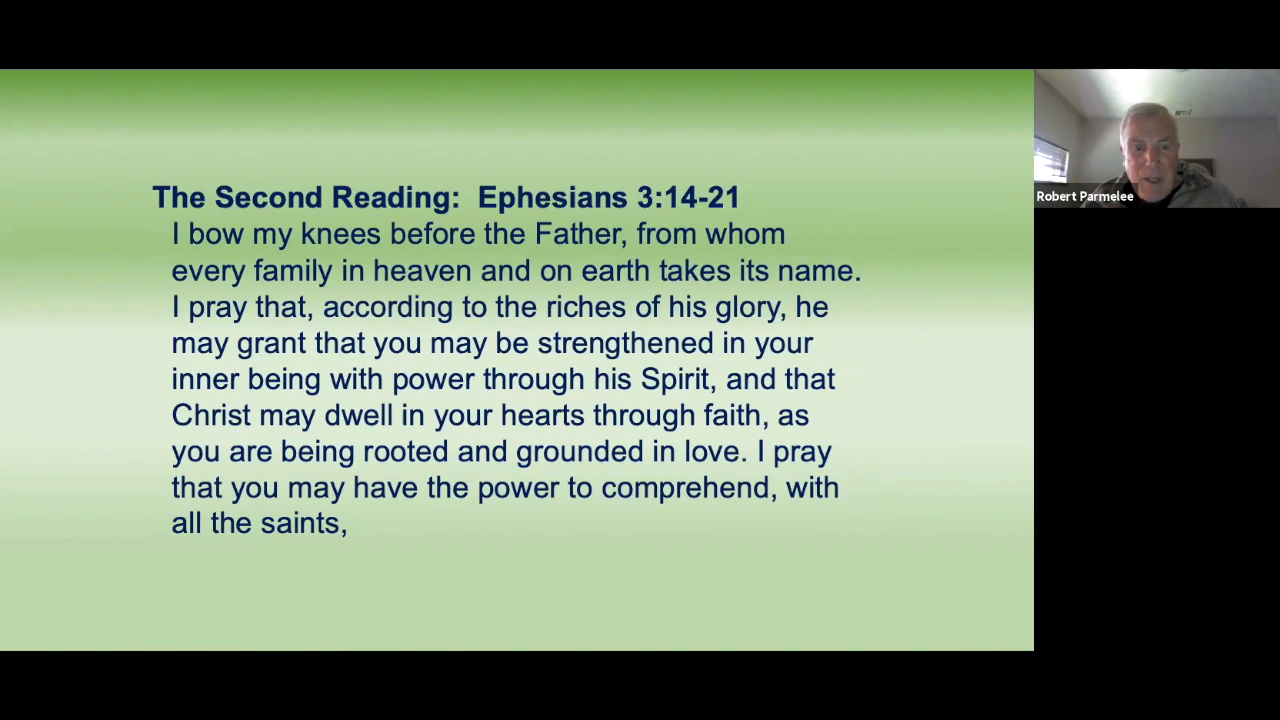 The Second Reading:  Ephesians 3:14-21
I bow my knees before the Father, from whom
every family in heaven and on earth takes its name.
I pray that, according to the riches of his glory, he
may grant that you may be strengthened in your
inner being with power through his Spirit, and that
Christ may dwell in your hearts through faith, as
you are being rooted and grounded in love. I pray
that you may have the power to comprehend, with
all the saints,
Robert Parmelee